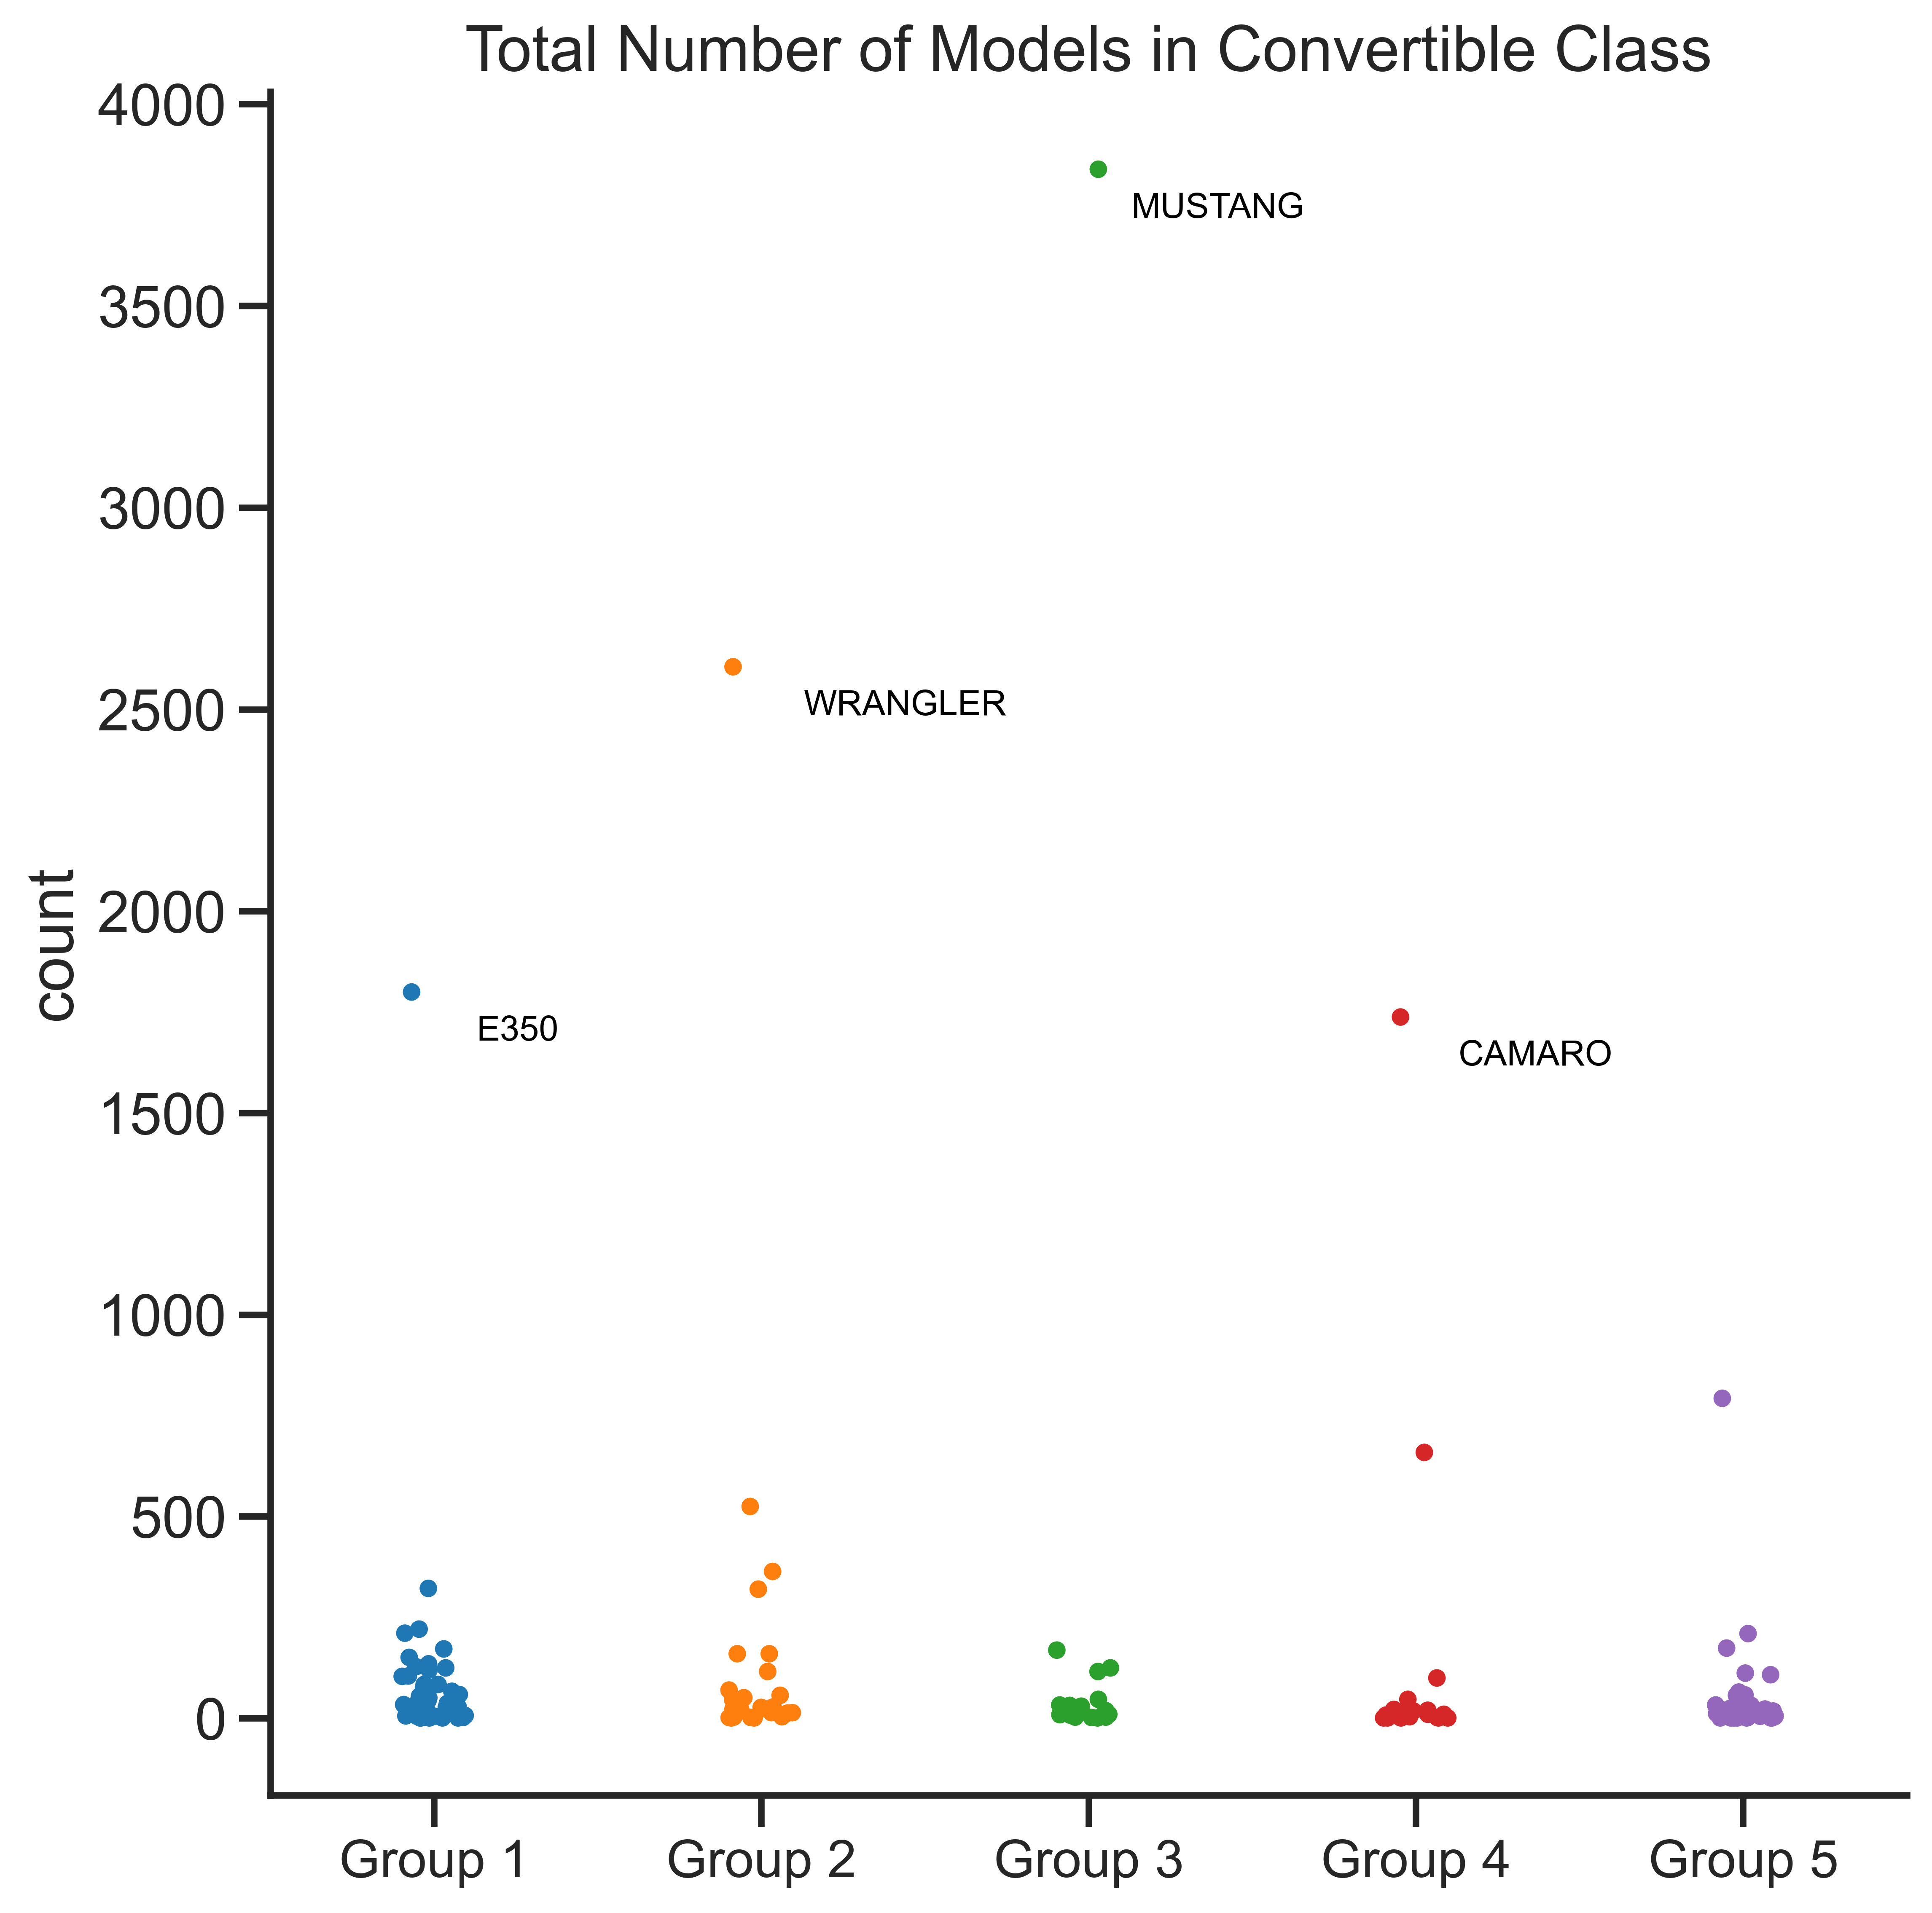 Total Number of Models in Convertible Class
4000
3500
3000
2500
2000
1500
1000
500
0
count
MUSTANG
WRANGLER
E350
CAMARO
Group 1
Group 2
Group 3
Group 4
Group 5